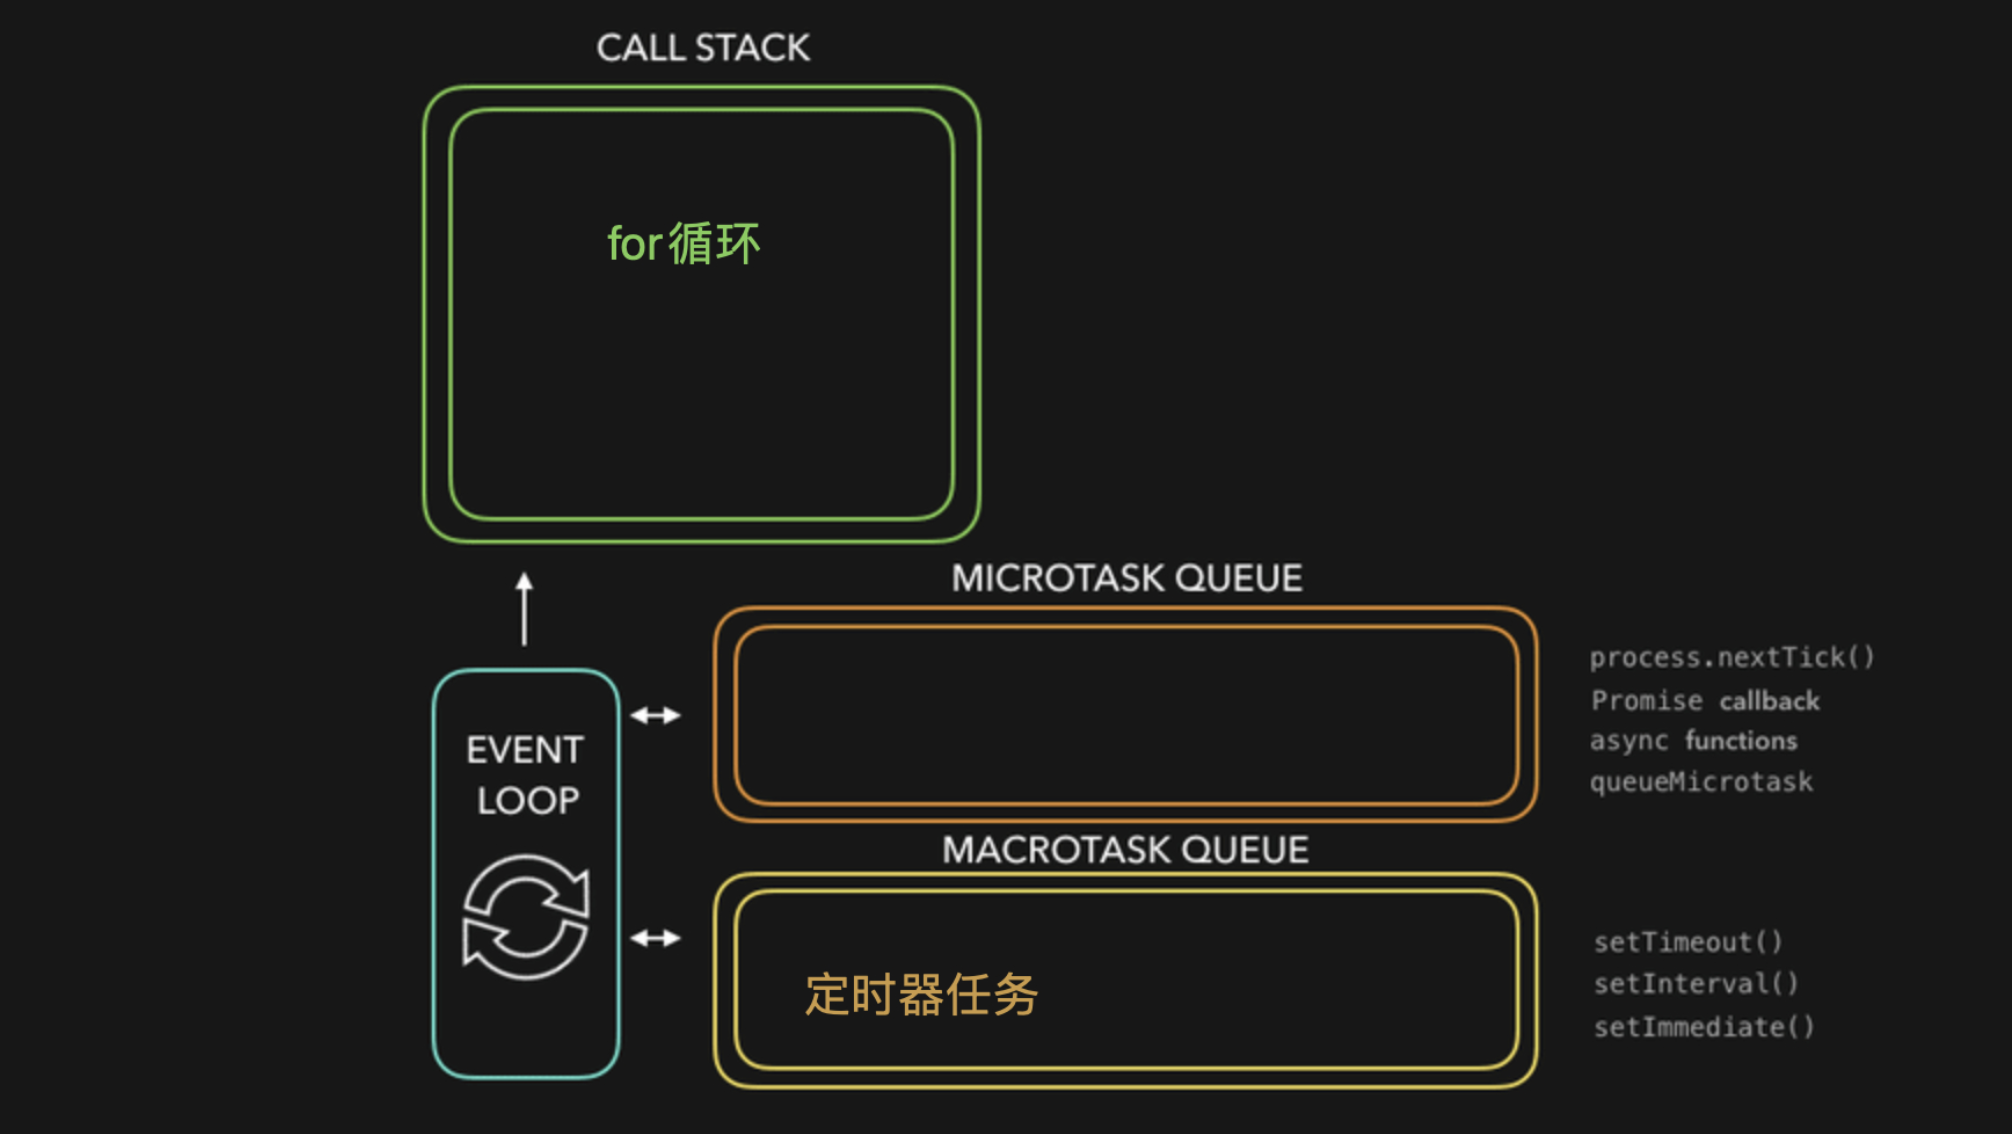 CALL STACK
for循环
MICROTASK QUEUE
process.nextTick()
Promise callback
async functions
queueMicrotask
EVENT
LOOP
MACROTASK QUEUE
定时器任务
setTimeout()
setInterval()
setImmediate()